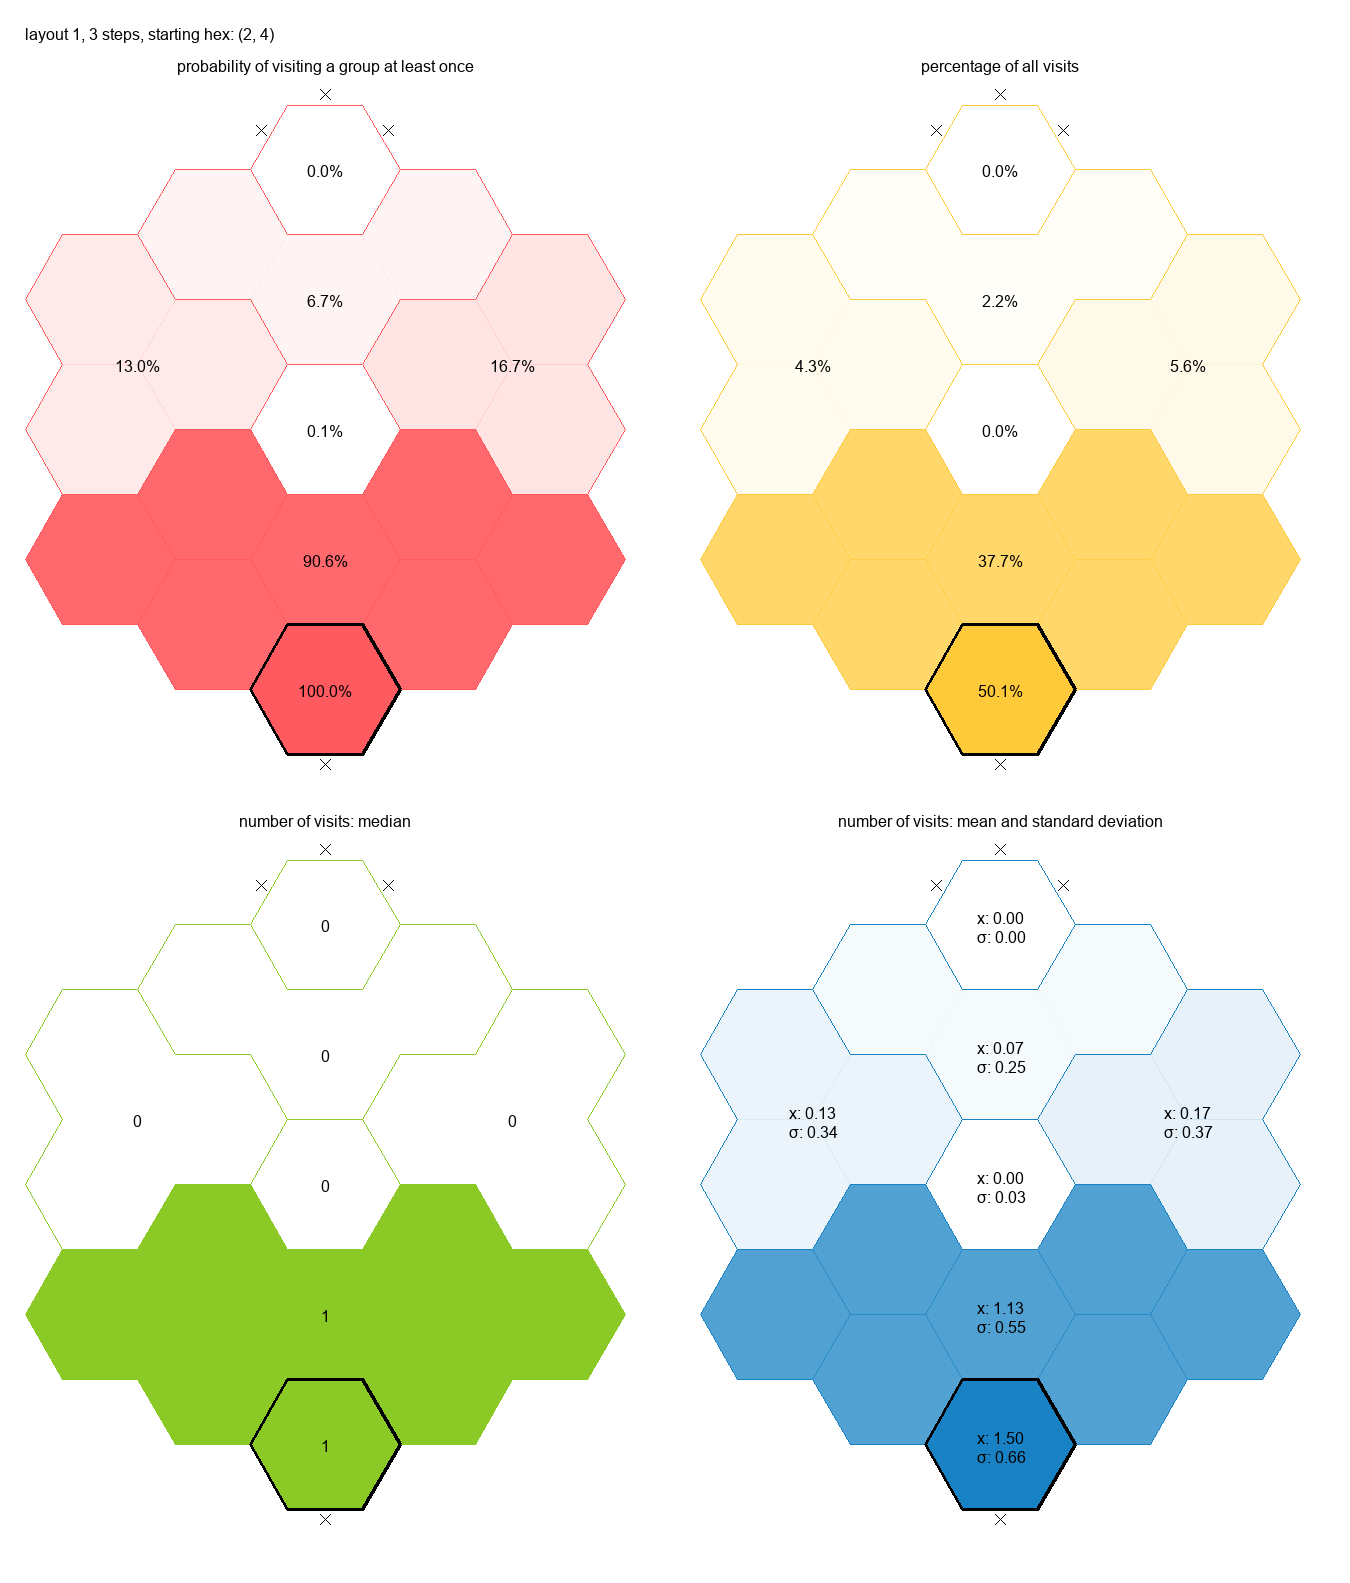 layout 1, 3 steps, starting hex: (2, 4)
probability of visiting a group at least once
0.0%
6.7%
13.0%
16.7%
0.1%
90.6%
100.0%
percentage of all visits
0.0%
2.2%
4.3%
5.6%
0.0%
37.7%
50.1%
number of visits: median
0
0
0
0
0
1
1
number of visits: mean and standard deviation
x: 0.00
σ: 0.00
x: 0.07
σ: 0.25
x: 0.13
σ: 0.34
x: 0.17
σ: 0.37
x: 0.00
σ: 0.03
x: 1.13
σ: 0.55
x: 1.50
σ: 0.66